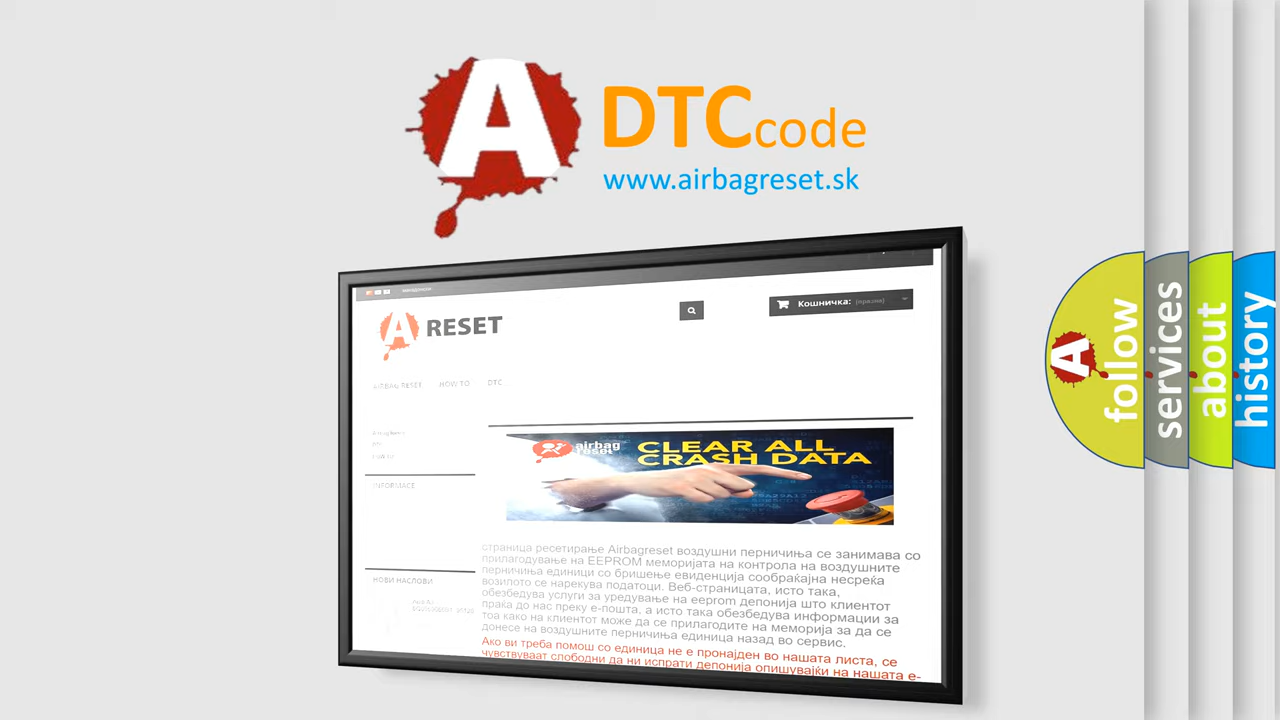 A
DTCcode
www.airbagreset.sk
A RESET
Кошничка: (празни)
AIRBAG RESET
HOW TO
DTC
INFORMACE
НОВИ НАСЛОВИ
airbag
reset
CLEAR ALL
CRASH DATA
страница ресетирање Airbagreset воздушни перничиња се занимава со
прилагодување на EEPROM меморијата на контрола на воздушните
перничиња единици со бришење евиденција сообраќајна несреќа
возилото се нарекува податоци. Веб-страницата, исто така,
обезбедува услуги за уредување на eeprom депонија што клиентот
праќа до нас преку е-пошта, а исто така обезбедува информации за
тоа како на клиентот може да се прилагодите на меморија за да се
донесе на воздушните перничиња единица назад во сервис.
Ако ви треба помош со единица не е пронајден во нашата листа, се
чувствуваат слободни да ни испрати депонија опишувајќи на нашата е-
A
follow
services
about
history